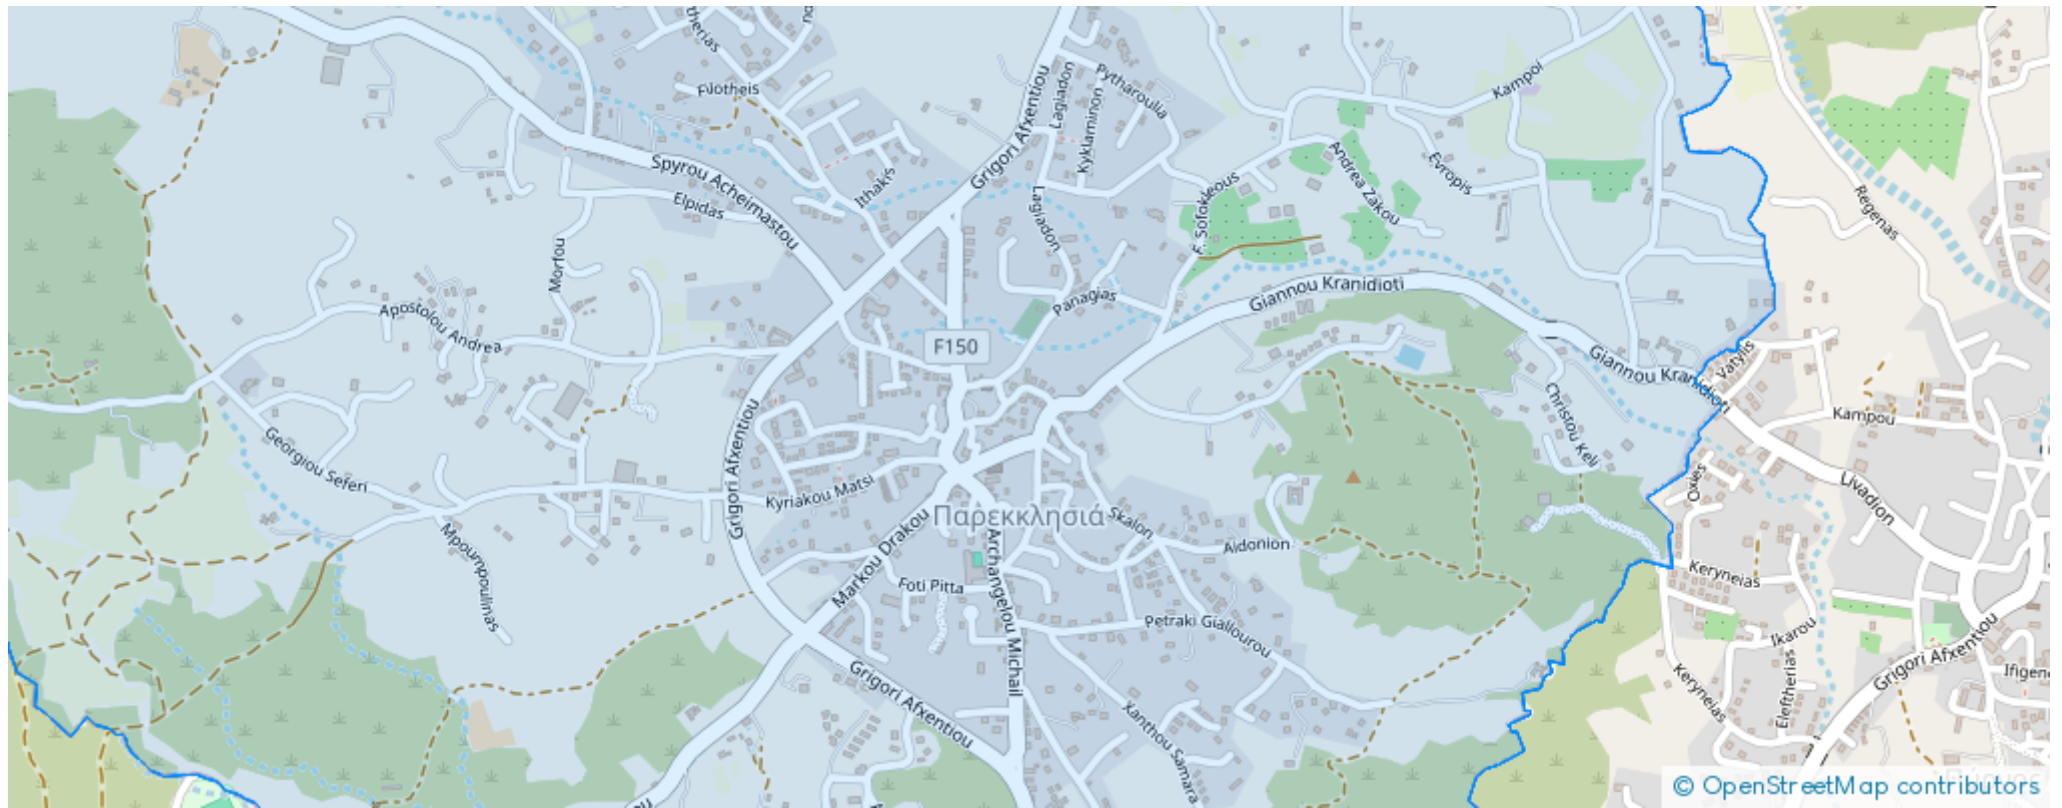 therias
Filotheis
Spyrou Acheimastou
Elpidas
Ithakis
Grigori Afxentiou
Lagiadon
Pytharoulia
Kyklaminon
Lagiadon
Kampoi
Evropis
Andrea Zakou
F. Sofokleous
Regenas
Morfou
Apostolou Andrea
Panagias
Giannou Kranidioti
F150
Giannou Kranidioti
Vatylis
Christou Keli
Kampou
Georgiou Seferi
Grigori Afxentiou
Kyriakou Matsi
Oxies
Livadion
Markou Drakou
Παρεκκλησιά
Skalon
Aidonion
Mpoumpoulinas
Archangelou Michail
Foti Pitta
Keryneias
Petraki Giallourou
Ikarou
Grigori Afxentiou
Eleftherias
Keryneias
Ifigene
Grigori Afxentiou
Xanthou Samara
© OpenStreetMap contributors